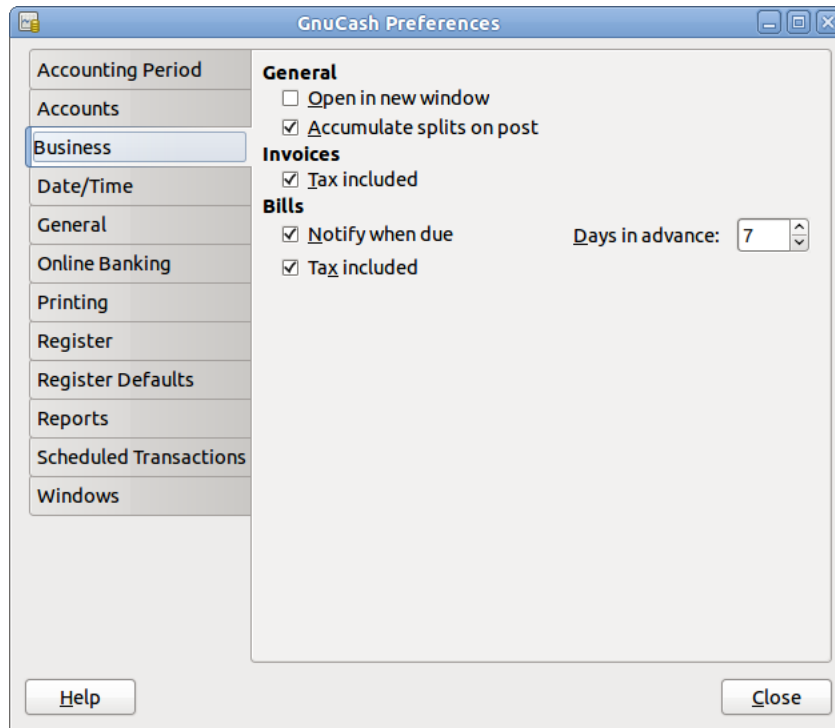 GnuCash Preferences
Accounting Period
Accounts
Business
Date/Time
General
Online Banking
Printing
Register
Register Defaults
Reports
Scheduled Transactions
Windows
General
Open in new window
Accumulate splits on post
Invoices
Tax included
Bills
Notify when due Days in advance: 7
Tax included
Help Close